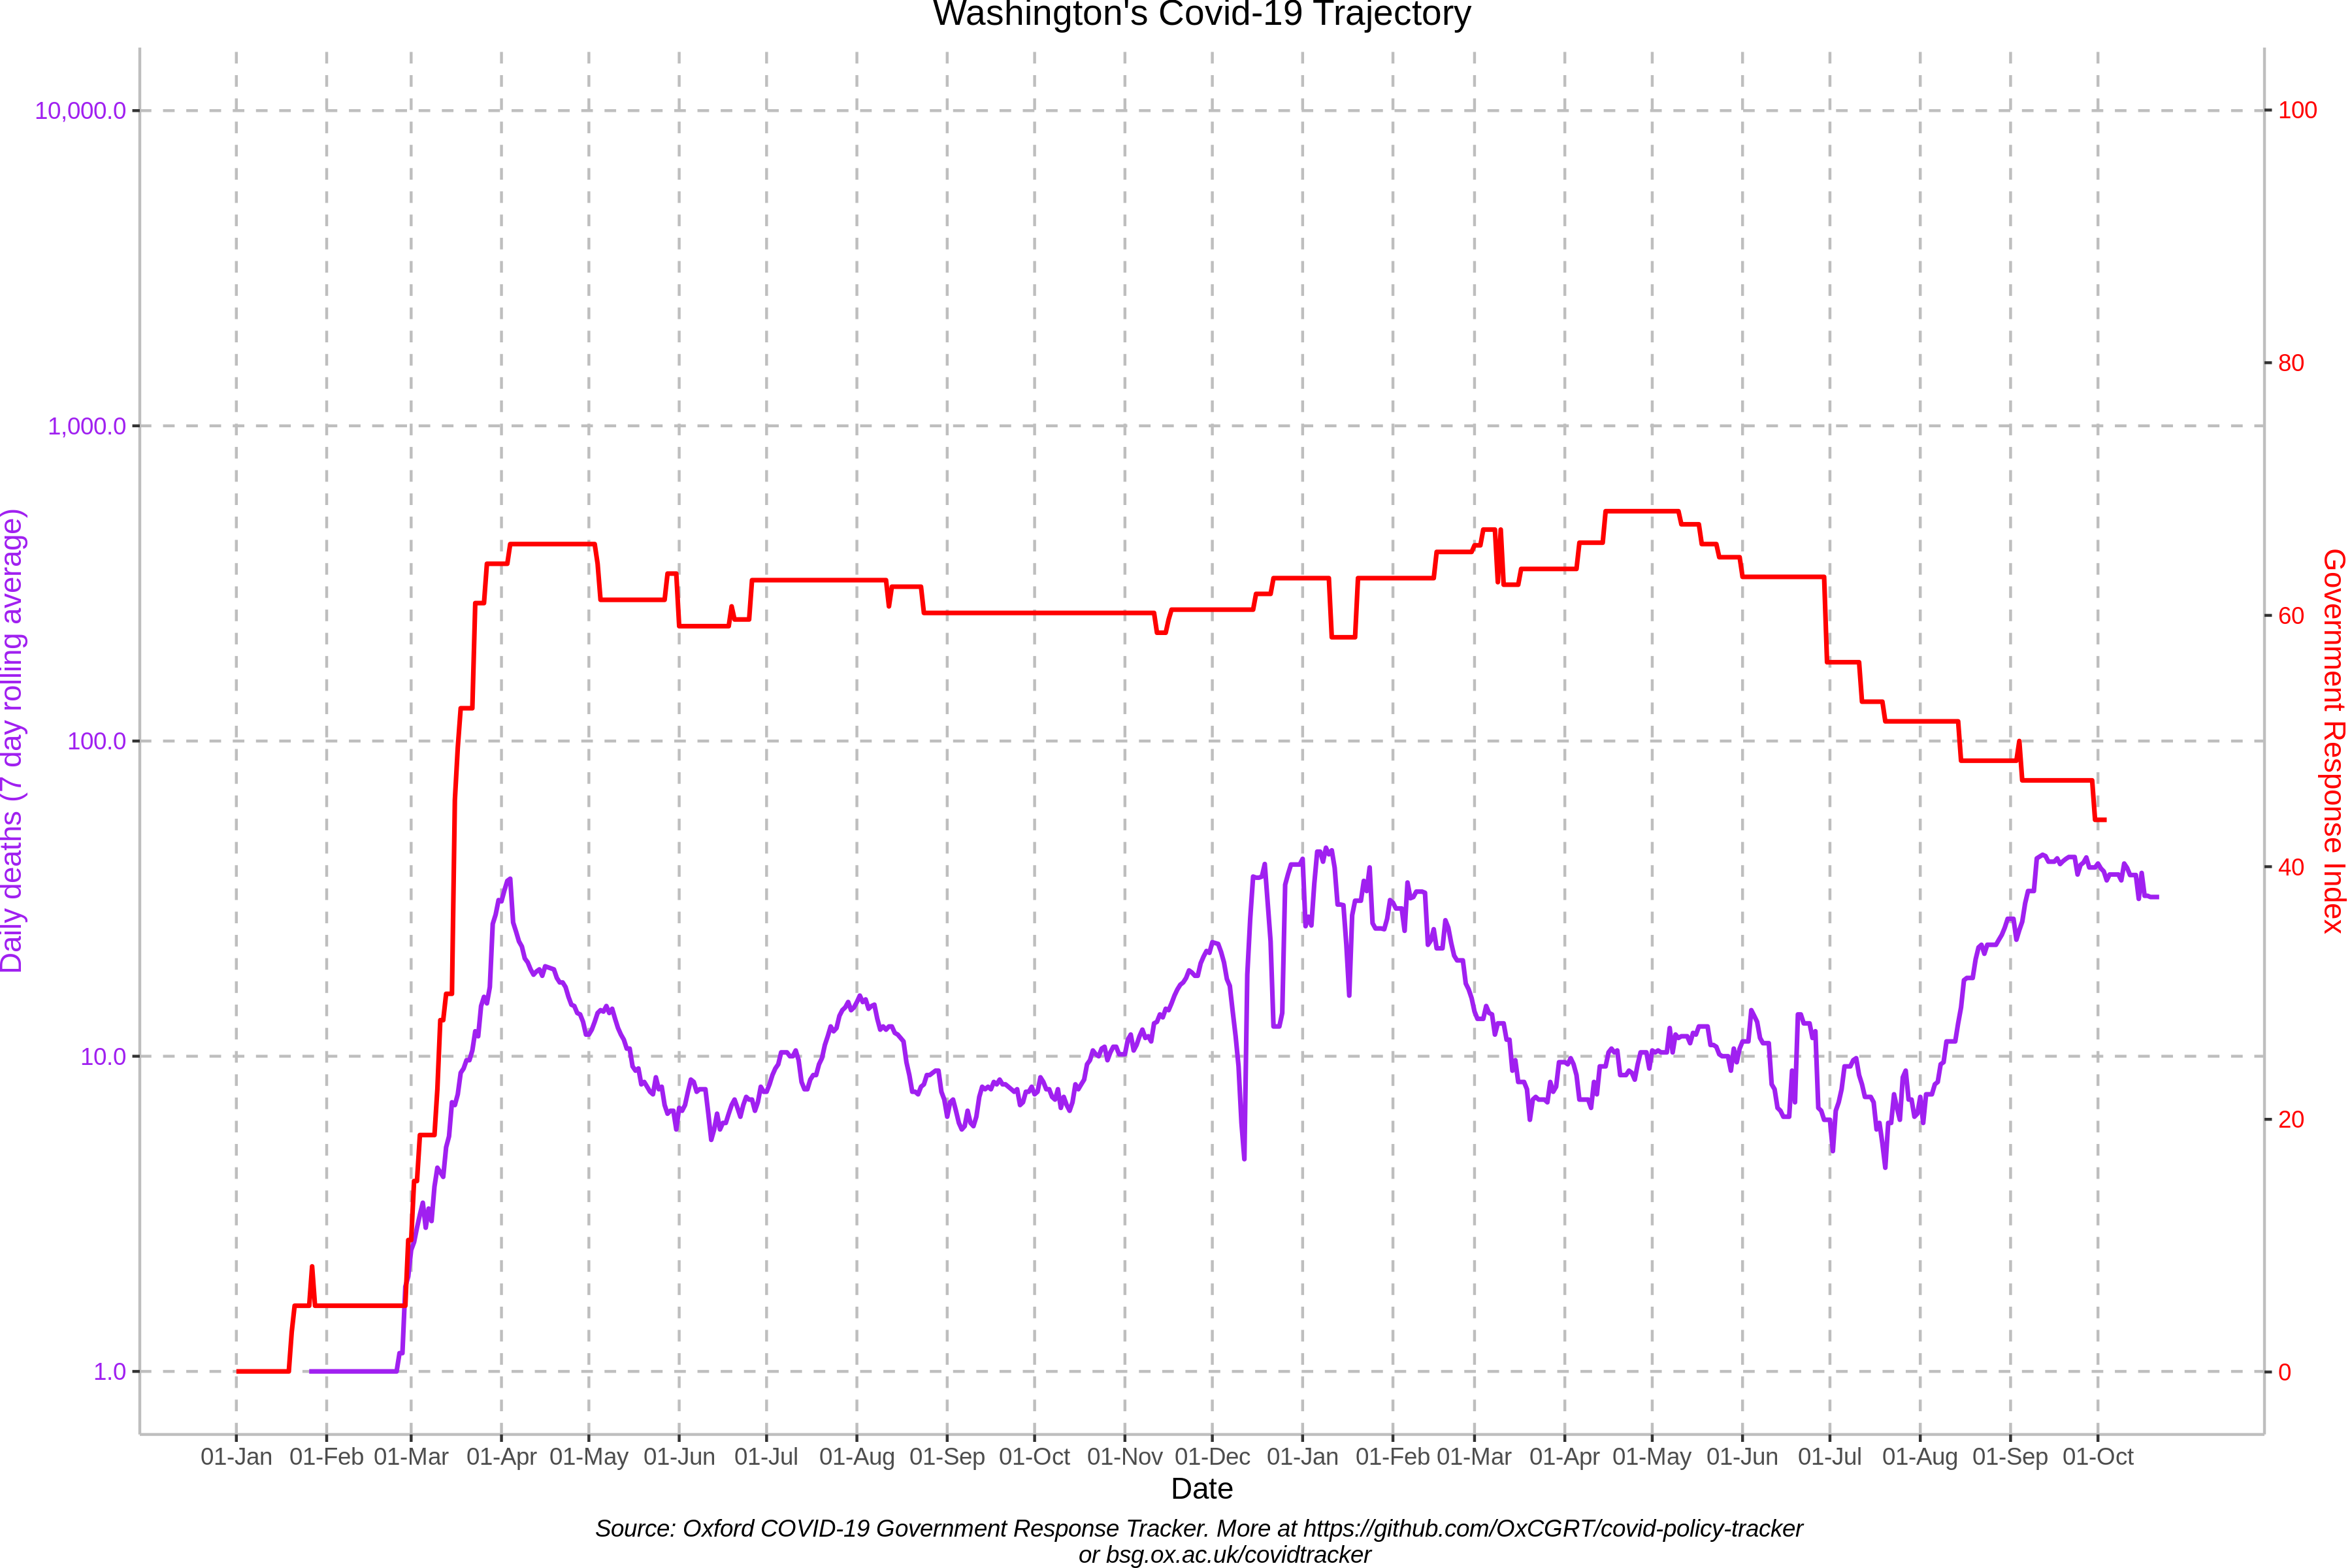 Washington's Covid-19 Trajectory
10,000.0
1,000.0
100.0
10.0
1.0
Daily deaths (7 day rolling average)
100
80
60
40
20
0
Government Response Index
01-Jan 01-Feb 01-Mar 01-Apr 01-May 01-Jun 01-Jul 01-Aug 01-Sep 01-Oct 01-Nov 01-Dec 01-Jan 01-Feb 01-Mar 01-Apr 01-May 01-Jun 01-Jul 01-Aug 01-Sep 01-Oct
Date
Source: Oxford COVID-19 Government Response Tracker. More at https://github.com/OxCGRT/covid-policy-tracker
or bsg.ox.ac.uk/covidtracker